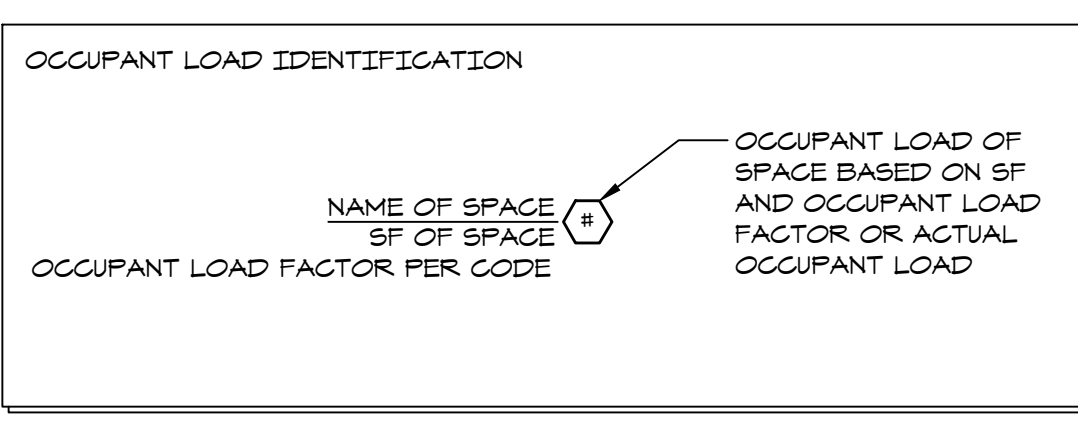 OCCUPANT LOAD IDENTIFICATION
NAME OF SPACE
SF OF SPACE
OCCUPANT LOAD FACTOR PER CODE
#
OCCUPANT LOAD OF
SPACE BASED ON SF
AND OCCUPANT LOAD
FACTOR OR ACTUAL
OCCUPANT LOAD